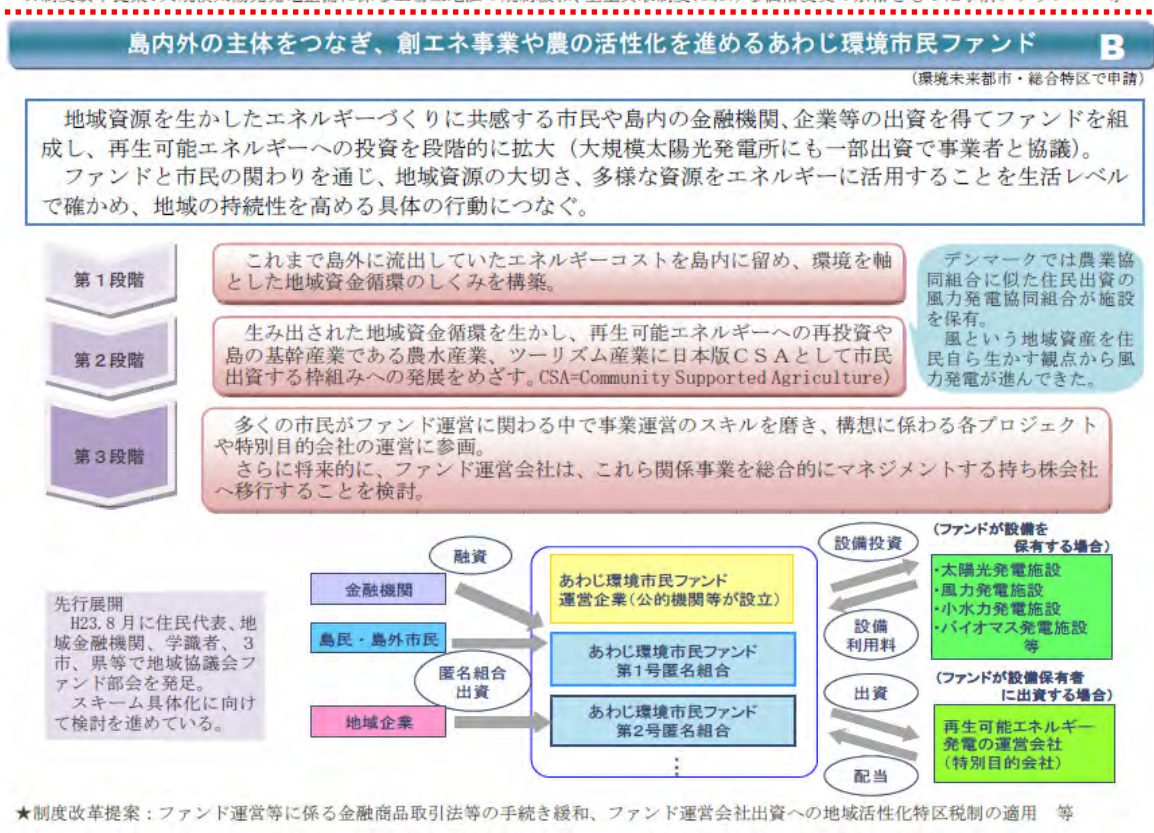 島内外の主体をつなぎ、創エネ事業や農の活性化を進めるあわじ環境市民ファンド B
(環境未来都市・総合特区で申請)
地域資源を生かしたエネルギーづくりに共感する市民や島内の金融機関、企業等の出資を得てファンドを組
成し、再生可能エネルギーへの投資を段階的に拡大（大規模太陽光発電所にも一部出資で事業者と協議）。
ファンドと市民の関わりを通じ、地域資源の大切さ、多様な資源をエネルギーに活用することを生活レベル
で確かめ、地域の持続性を高める具体の行動につなぐ。
第1段階
これまで島外に流出していたエネルギーコストを島内に留め、環境を軸
とした地域資金循環のしくみを構築。
第2段階
生み出された地域資金循環を生かし、再生可能エネルギーへの再投資や
島の基幹産業である農水産業、ツーリズム産業に日本版CSAとして市民
出資する枠組みへの発展をめざす。CSA=Community Supported Agriculture)
デンマークでは農業協
同組合に似た住民出資の
風力発電協同組合が施設
を保有。
風という地域資産を住
民自ら生かす観点から風
力発電が進んできた。
第3段階
多くの市民がファンド運営に関わる中で事業運営のスキルを磨き、構想に係わる各プロジェクト
や特別目的会社の運営に参画。
さらに将来的に、ファンド運営会社は、これら関係事業を総合的にマネジメントする持ち株会社
へ移行することを検討。
先行展開
H23.8月に住民代表、地
域金融機関、学識者、3
市、県等で地域協議会フ
ァンド部会を発足。
スキーム具体化に向け
て検討を進めている。
金融機関
島民・島外市民
地域企業
融資
匿名組合
出資
あわじ環境市民ファンド
運営企業(公的機関等が設立)
あわじ環境市民ファンド
第1号匿名組合
あわじ環境市民ファンド
第2号匿名組合
⋮
設備投資
設備
利用料
出資
配当
(ファンドが設備を
保有する場合)
・太陽光発電施設
・風力発電施設
・小水力発電施設
・バイオマス発電施設
等
(ファンドが設備保有者
に出資する場合)
再生可能エネルギー
発電の運営会社
(特別目的会社)
★制度改革提案：ファンド運営等に係る金融商品取引法等の手続き緩和、ファンド運営会社出資への地域活性化特区税制の適用 等